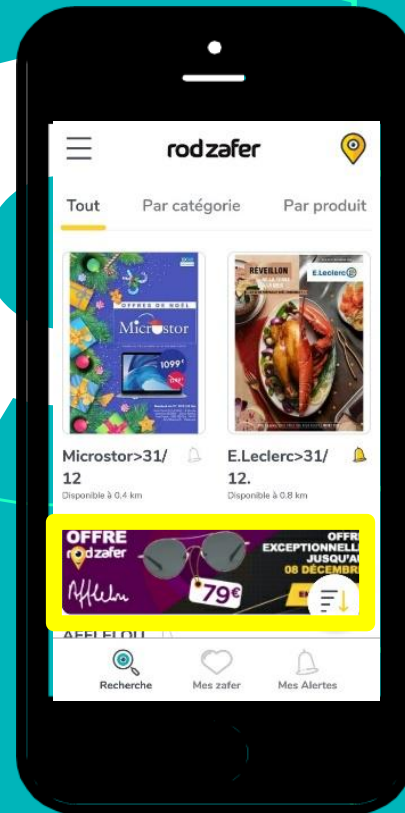 rodzafer
Tout Par catégorie Par produit
OFFRES DE NOËL
Microstor
1099€
RÉVEILLON
E.Leclerc
Microstor>31/
12
Disponible à 0.4 km
E.Leclerc>31/
12.
Disponible à 0.8 km
OFFRE
rodzafer
Afflelou
79€
OFFRE
EXCEPTIONNELLE
JUSQU'AU
08 DÉCEMBRE
AFFLELOU
Recherche Mes zafer Mes Alertes